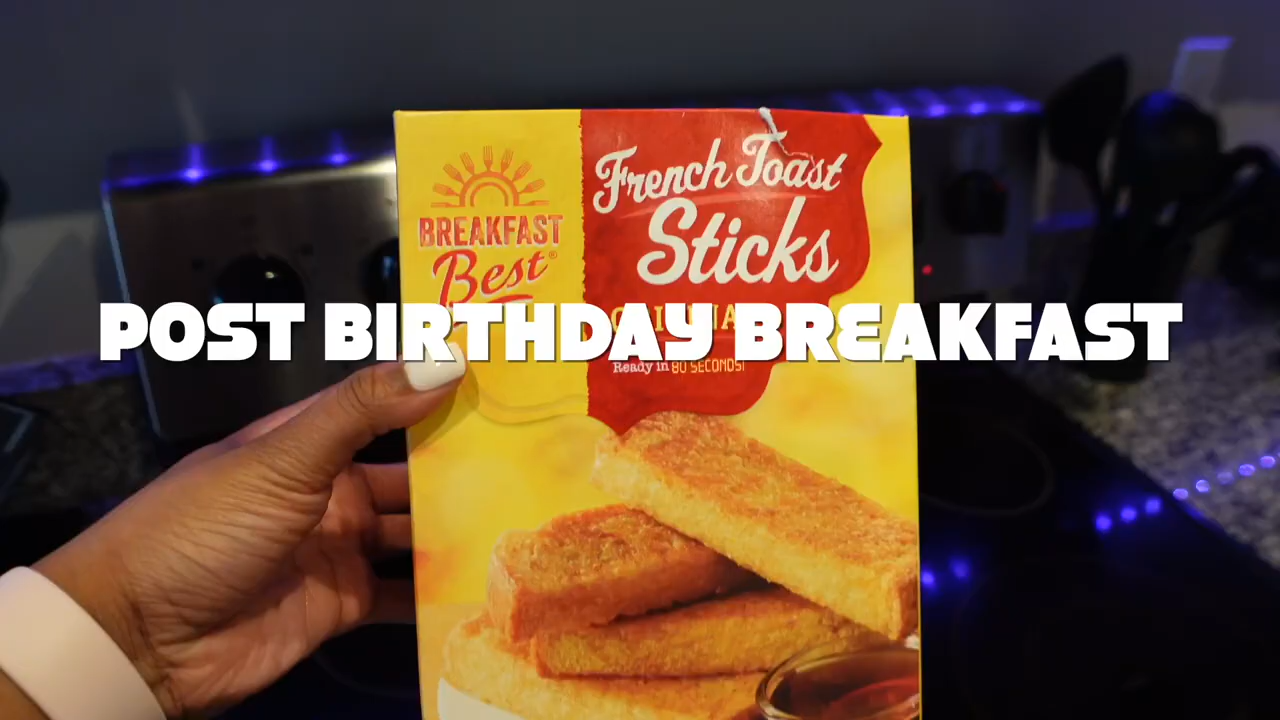 BREAKFAST
Best®
French Toast
Sticks
POST BIRTHDAY BREAKFAST
Ready in 80 SECONDS!